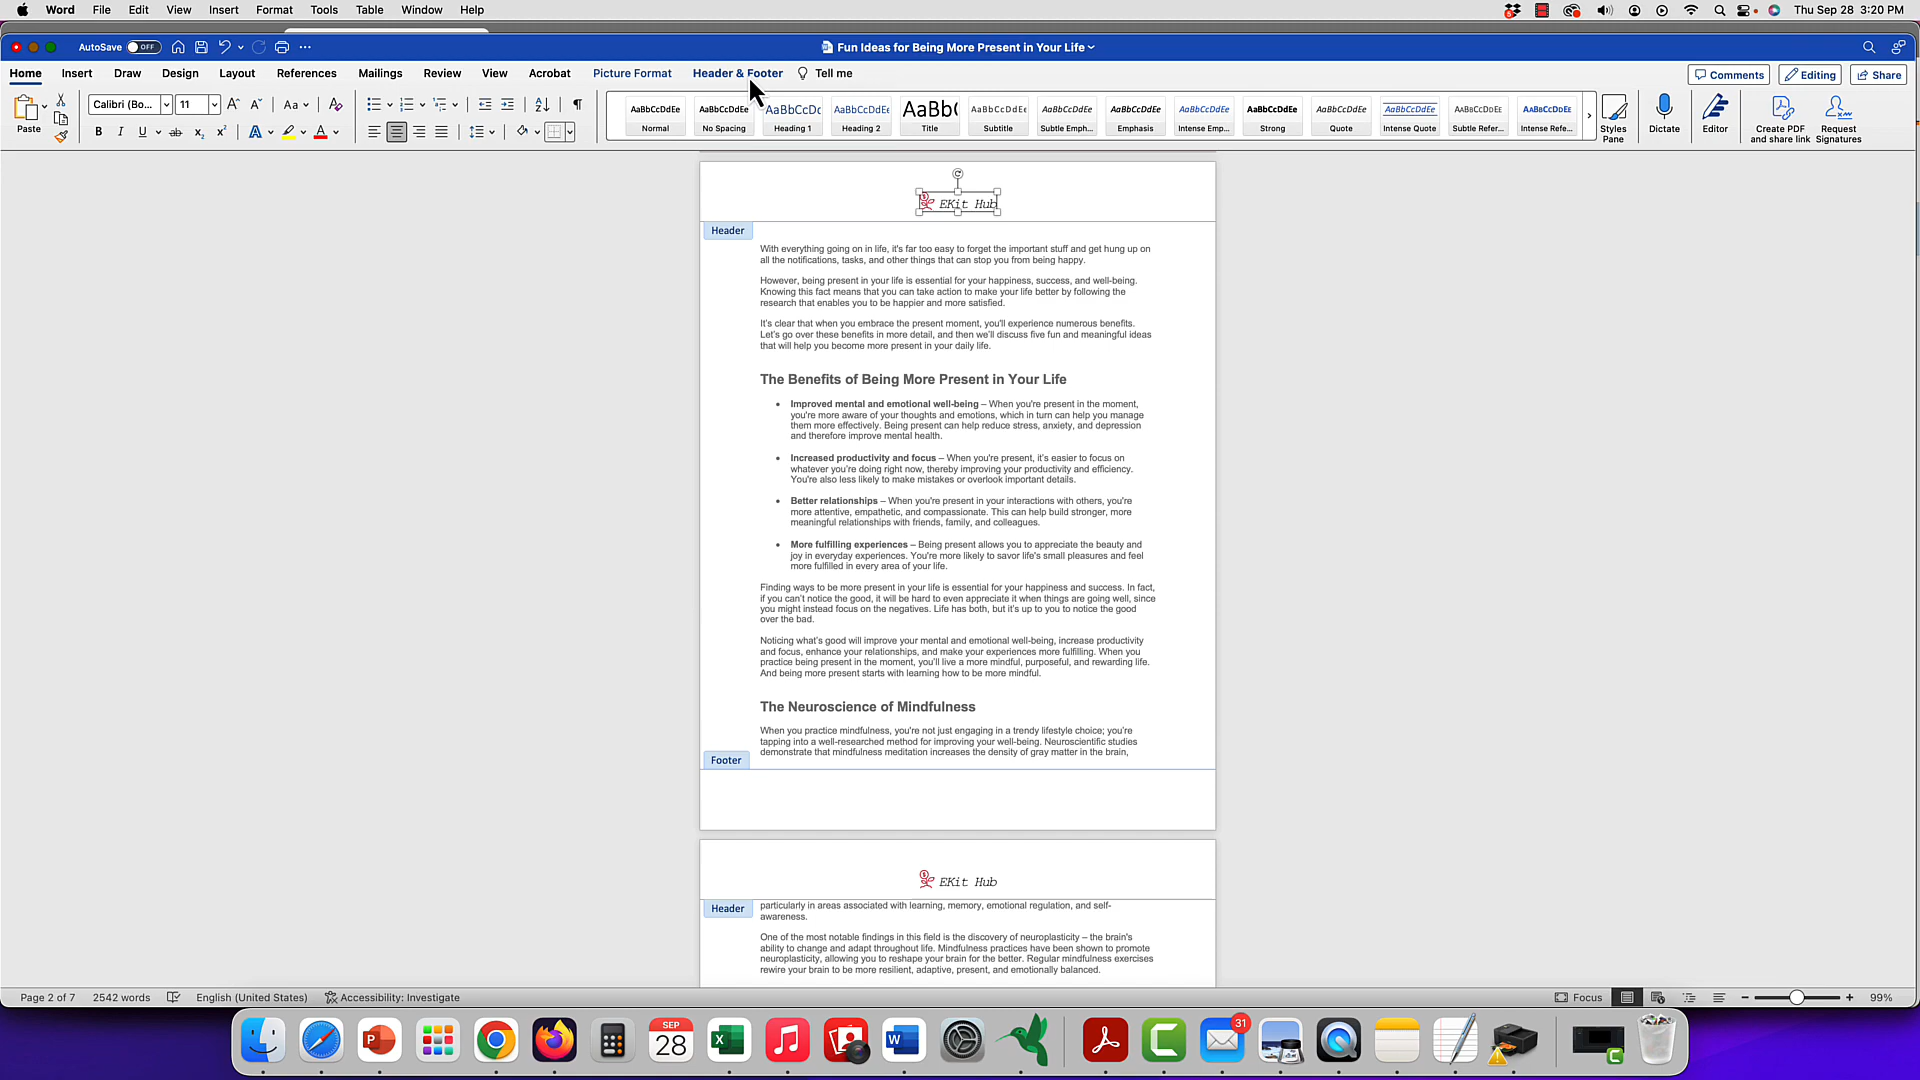 Word File Edit View Insert Format Tools Table Window Help
Thu Sep 28 3:20 PM
AutoSave OFF
Fun Ideas for Being More Present in Your Life
Home Insert Draw Design Layout References Mailings Review View Acrobat Picture Format Header & Footer Tell me
Comments Editing Share
Paste
Calibri (Bo... 11
AaBbCcDdEe AaBbCcDdEe AaBbCcDc AaBbCcDdEe AaBb( AaBbCcDdEe AaBbCcDdEe AaBbCcDdEe AaBbCcDdEe AaBbCcDdEe AaBbCcDdEe AaBbCcDdEe AaBbCcDdEe AaBbCcDdEe
Normal No Spacing Heading 1 Heading 2 Title Subtitle Subtle Emph... Emphasis Intense Emp... Strong Quote Intense Quote Subtle Refer... Intense Refe...
Styles Pane
Dictate
Editor
Create PDF and share link
Request Signatures
EKit Hub
Header
With everything going on in life, it's far too easy to forget the important stuff and get hung up on
all the notifications, tasks, and other things that can stop you from being happy.
However, being present in your life is essential for your happiness, success, and well-being.
Knowing this fact means that you can take action to make your life better by following the
research that enables you to be happier and more satisfied.
It's clear that when you embrace the present moment, you'll experience numerous benefits.
Let's go over these benefits in more detail, and then we'll discuss five fun and meaningful ideas
that will help you become more present in your daily life.
The Benefits of Being More Present in Your Life
• Improved mental and emotional well-being – When you're present in the moment,
you're more aware of your thoughts and emotions, which in turn can help you manage
them more effectively. Being present can help reduce stress, anxiety, and depression
and therefore improve mental health.
• Increased productivity and focus – When you're present, it's easier to focus on
whatever you're doing right now, thereby improving your productivity and efficiency.
You're also less likely to make mistakes or overlook important details.
• Better relationships – When you're present in your interactions with others, you're
more attentive, empathetic, and compassionate. This can help build stronger, more
meaningful relationships with friends, family, and colleagues.
• More fulfilling experiences – Being present allows you to appreciate the beauty and
joy in everyday experiences. You're more likely to savor life's small pleasures and feel
more fulfilled in every area of your life.
Finding ways to be more present in your life is essential for your happiness and success. In fact,
if you can't notice the good, it will be hard to even appreciate it when things are going well, since
you might instead focus on the negatives. Life has both, but it's up to you to notice the good
over the bad.
Noticing what's good will improve your mental and emotional well-being, increase productivity
and focus, enhance your relationships, and make your experiences more fulfilling. When you
practice being present in the moment, you'll live a more mindful, purposeful, and rewarding life.
And being more present starts with learning how to be more mindful.
The Neuroscience of Mindfulness
When you practice mindfulness, you're not just engaging in a trendy lifestyle choice; you're
tapping into a well-researched method for improving your well-being. Neuroscientific studies
demonstrate that mindfulness meditation increases the density of gray matter in the brain,
Footer
EKit Hub
Header
particularly in areas associated with learning, memory, emotional regulation, and self-
awareness.
One of the most notable findings in this field is the discovery of neuroplasticity – the brain's
ability to change and adapt throughout life. Mindfulness practices have been shown to promote
neuroplasticity, allowing you to reshape your brain for the better. Regular mindfulness exercises
rewire your brain to be more resilient, adaptive, present, and emotionally balanced.
Page 2 of 7 2542 words English (United States) Accessibility: Investigate
Focus 99%
SEP
28
31